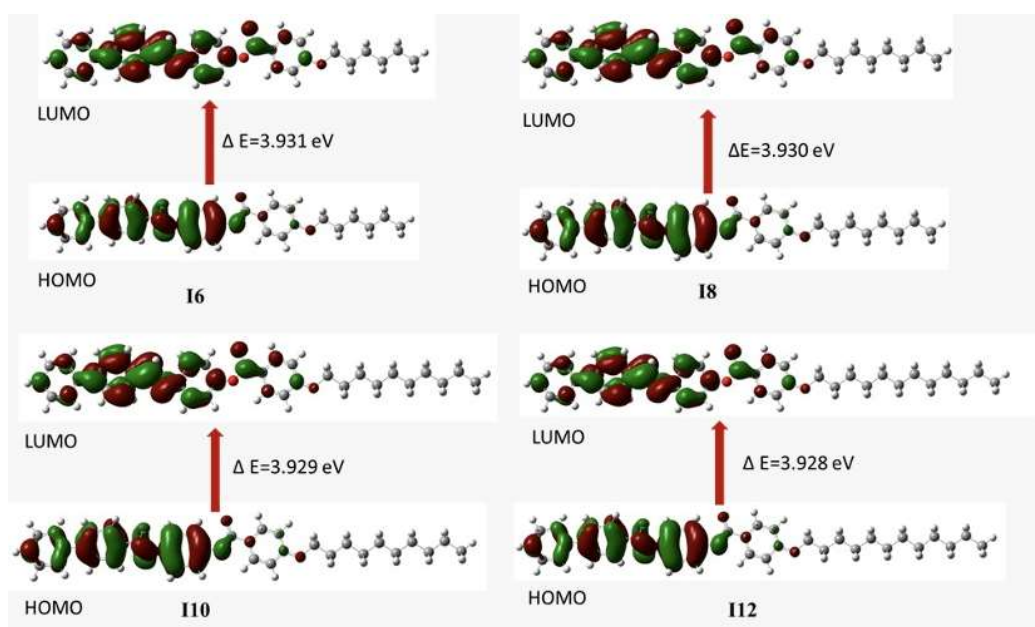 LUMO
Δ E=3.931 eV
HOMO
I6
LUMO
ΔE=3.930 eV
HOMO
I8
LUMO
Δ E=3.929 eV
HOMO
I10
LUMO
Δ E=3.928 eV
HOMO
I12